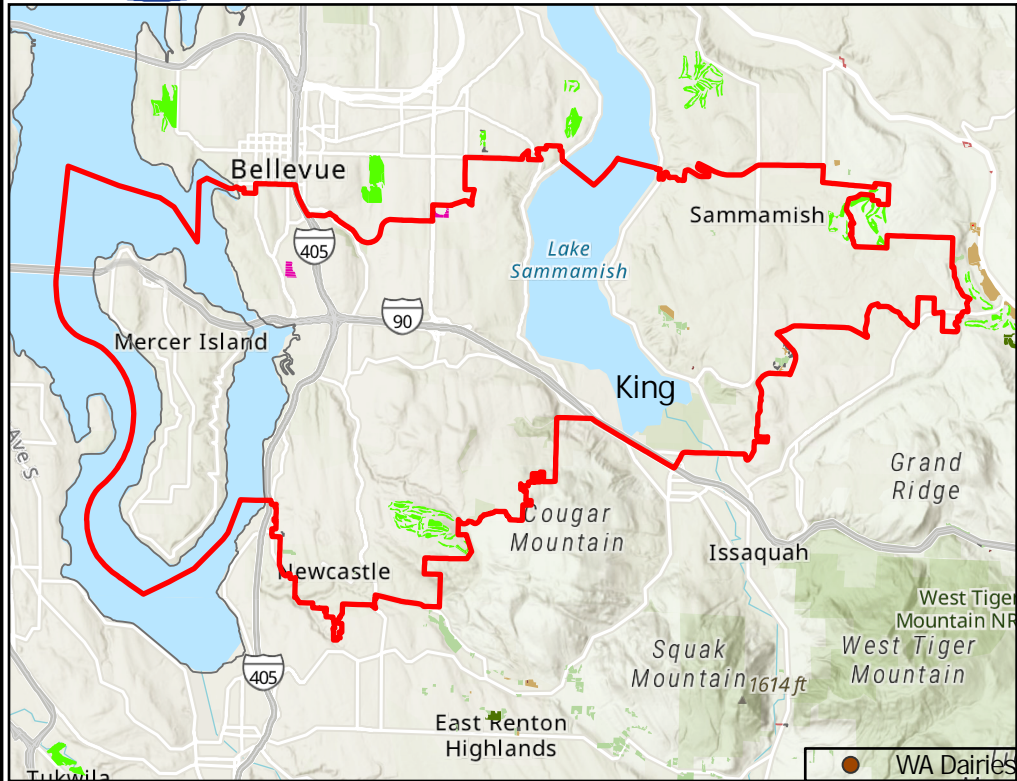 Bellevue
Sammamish
405
Lake
Sammamish
90
Mercer Island
King
Ave S
Grand
Ridge
Cougar
Mountain
Issaquah
Newcastle
West Tiger
Mountain NR
West Tiger
Mountain
Squak
Mountain
1614 ft
405
East Renton
Highlands
WA Dairies
Tukwila